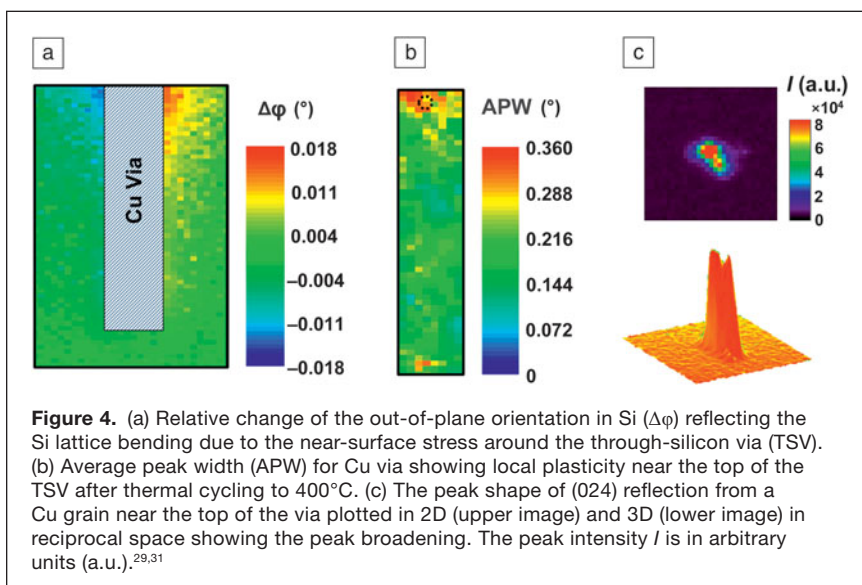 a
b
c
Δφ (°)
0.018
0.011
0.004
–0.004
–0.011
–0.018
Cu Via
APW (°)
0.360
0.288
0.216
0.144
0.072
0
I (a.u.)
×10⁴
8
6
4
2
0
Figure 4. (a) Relative change of the out-of-plane orientation in Si (Δφ) reflecting the
Si lattice bending due to the near-surface stress around the through-silicon via (TSV).
(b) Average peak width (APW) for Cu via showing local plasticity near the top of the
TSV after thermal cycling to 400°C. (c) The peak shape of (024) reflection from a
Cu grain near the top of the via plotted in 2D (upper image) and 3D (lower image) in
reciprocal space showing the peak broadening. The peak intensity I is in arbitrary
units (a.u.).²⁹,³¹